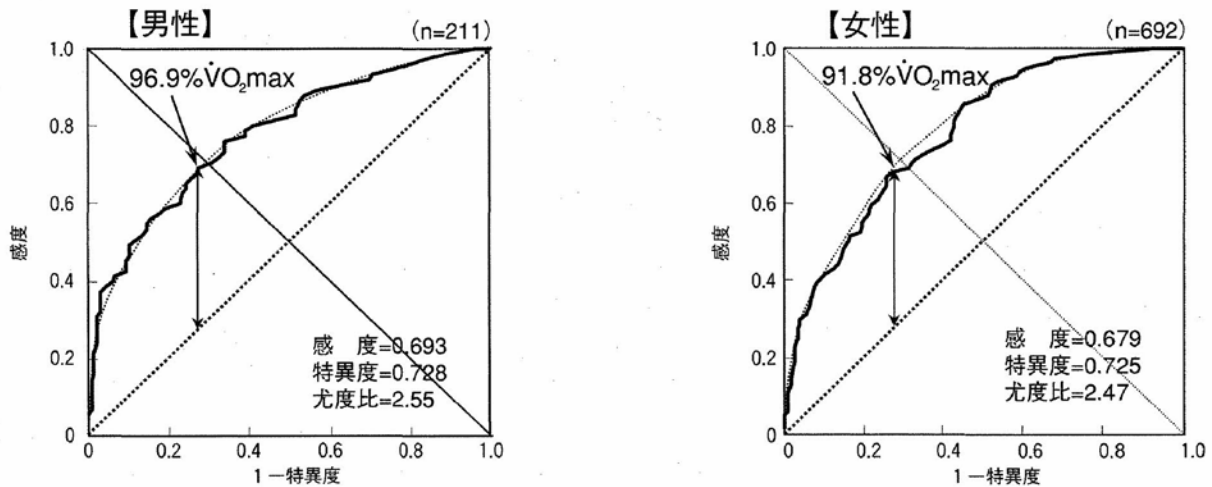 【男性】
(n=211)
1.0
0.8
0.6
0.4
0.2
0
感度
96.9%V̇O₂max
感　度=0.693
特異度=0.728
尤度比=2.55
0 0.2 0.4 0.6 0.8 1.0
1 ー特異度
【女性】
(n=692)
1.0
0.8
0.6
0.4
0.2
0
感度
91.8%V̇O₂max
感　度=0.679
特異度=0.725
尤度比=2.47
0 0.2 0.4 0.6 0.8 1.0
1 ー特異度